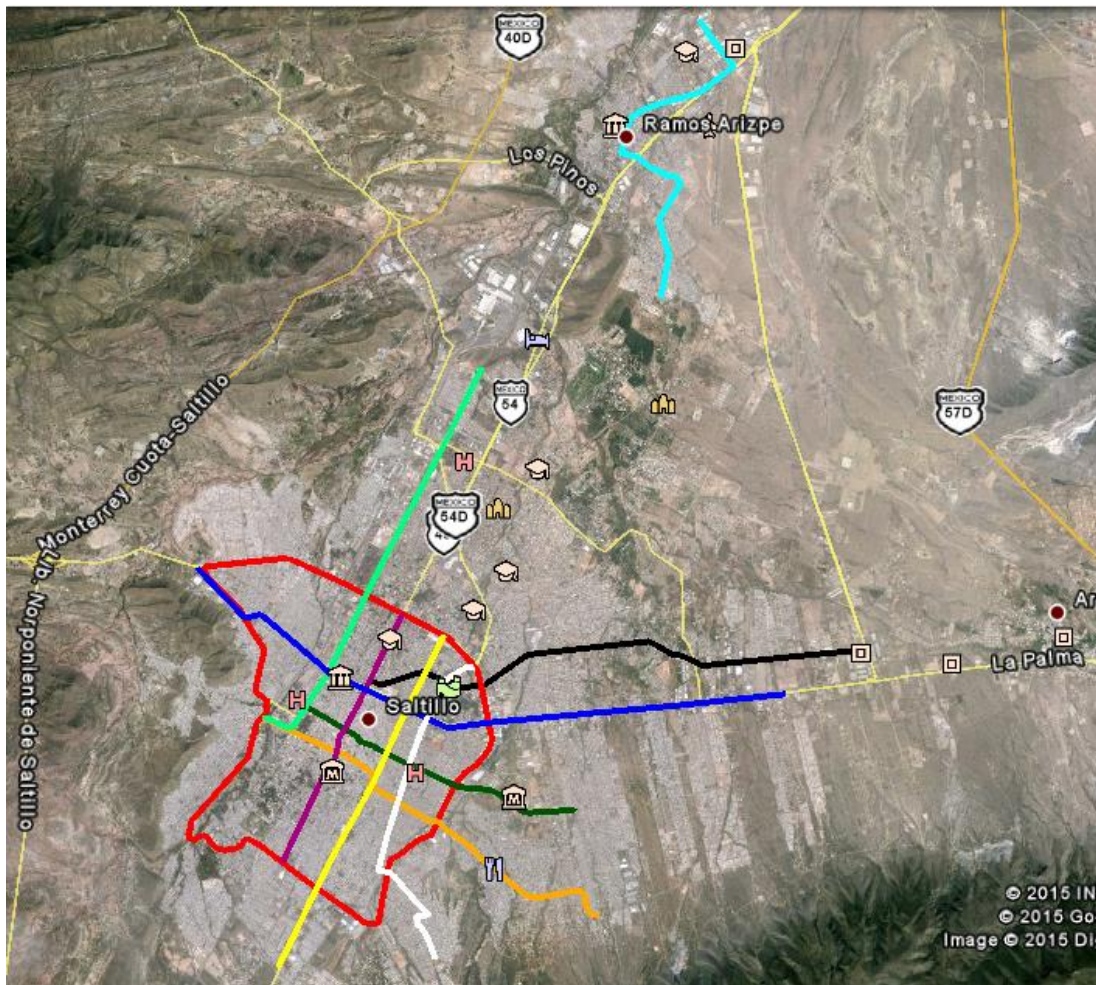 MEXICO
40D
Ramos Arizpe
Los Pinos
MEXICO
54
MEXICO
57D
Monterrey Cuota-Saltillo
MEXICO
54D
Lib. Norponiente de Saltillo
Ar
La Palma
Saltillo
H
H
H
M
M
© 2015 IN
© 2015 Go
Image © 2015 Di